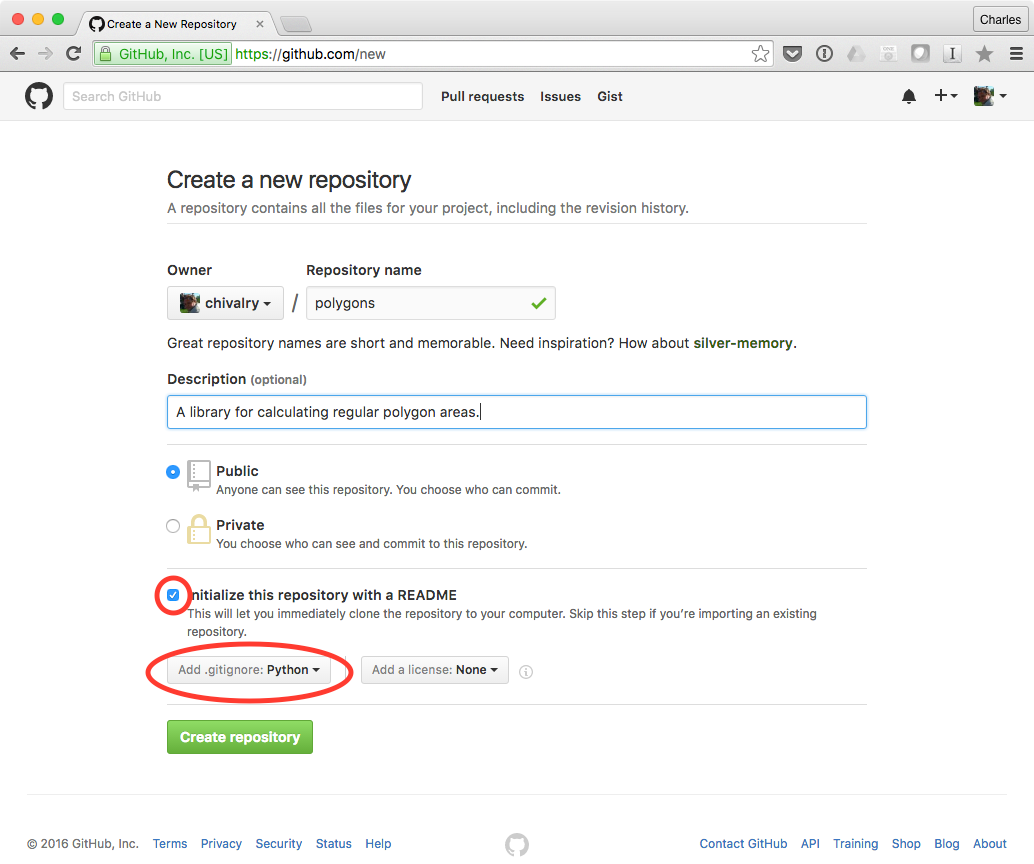 Create a New Repository
Charles
GitHub, Inc. [US] https://github.com/new
Search GitHub
Pull requests
Issues
Gist
Create a new repository
A repository contains all the files for your project, including the revision history.
Owner
Repository name
chivalry / polygons
Great repository names are short and memorable. Need inspiration? How about silver-memory.
Description (optional)
A library for calculating regular polygon areas.
Public
Anyone can see this repository. You choose who can commit.
Private
You choose who can see and commit to this repository.
nitialize this repository with a README
This will let you immediately clone the repository to your computer. Skip this step if you’re importing an existing
repository.
Add .gitignore: Python
Add a license: None
Create repository
© 2016 GitHub, Inc. Terms Privacy Security Status Help
Contact GitHub API Training Shop Blog About